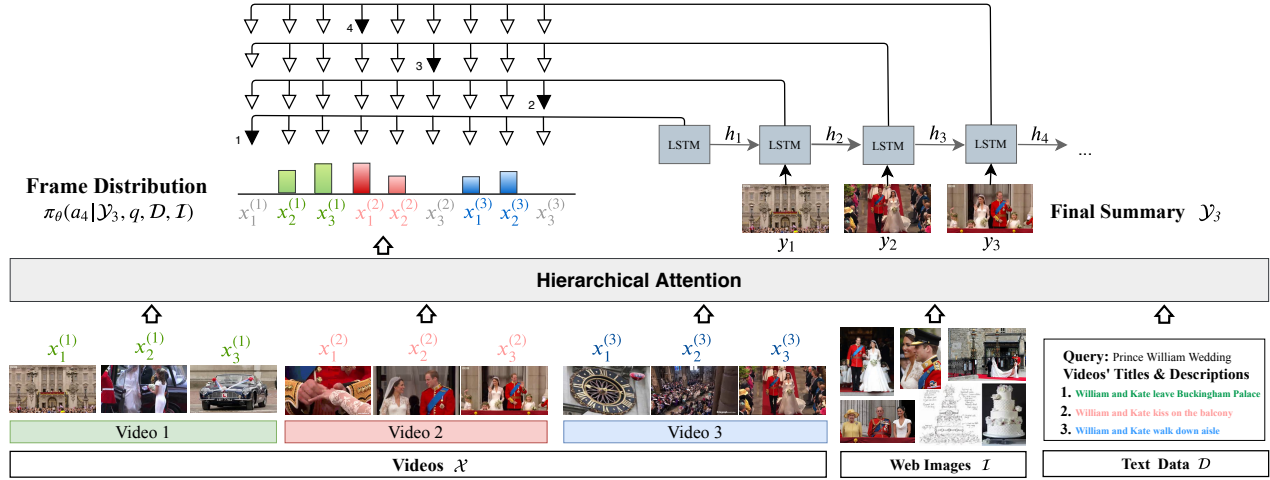 4
3
2
1
LSTM h₁ LSTM h₂ LSTM h₃ LSTM h₄ ...
Frame Distribution
π_θ(a₄|𝒴₃, q, 𝒟, ℐ)
x₁⁽¹⁾ x₂⁽¹⁾ x₃⁽¹⁾ x₁⁽²⁾ x₂⁽²⁾ x₃⁽²⁾ x₁⁽³⁾ x₂⁽³⁾ x₃⁽³⁾
Final Summary 𝒴₃
y₁ y₂ y₃
Hierarchical Attention
x₁⁽¹⁾ x₂⁽¹⁾ x₃⁽¹⁾ x₁⁽²⁾ x₂⁽²⁾ x₃⁽²⁾ x₁⁽³⁾ x₂⁽³⁾ x₃⁽³⁾
Query: Prince William Wedding
Videos' Titles & Descriptions
1. William and Kate leave Buckingham Palace
2. William and Kate kiss on the balcony
3. William and Kate walk down aisle
Video 1 Video 2 Video 3
Videos 𝒳 Web Images ℐ Text Data 𝒟